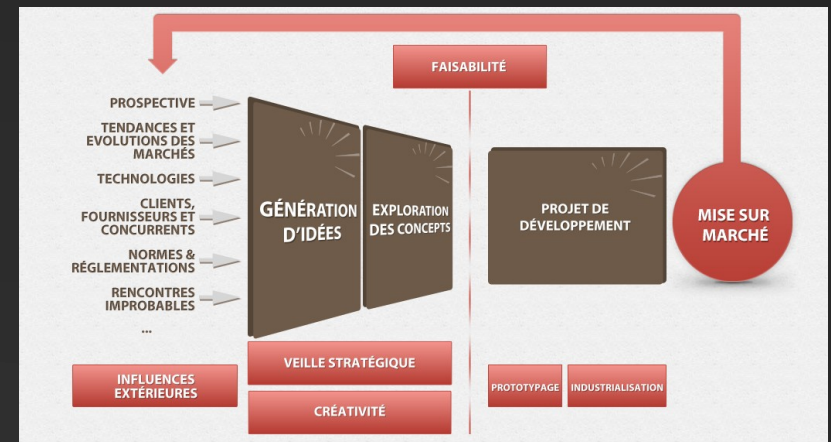 FAISABILITÉ
PROSPECTIVE
TENDANCES ET
EVOLUTIONS DES
MARCHÉS
TECHNOLOGIES
CLIENTS,
FOURNISSEURS ET
CONCURRENTS
NORMES &
RÉGLEMENTATIONS
RENCONTRES
IMPROBABLES
...
GÉNÉRATION
D'IDÉES
EXPLORATION
DES CONCEPTS
PROJET DE
DÉVELOPPEMENT
MISE SUR
MARCHÉ
INFLUENCES
EXTÉRIEURES
VEILLE STRATÉGIQUE
CRÉATIVITÉ
PROTOTYPAGE
INDUSTRIALISATION